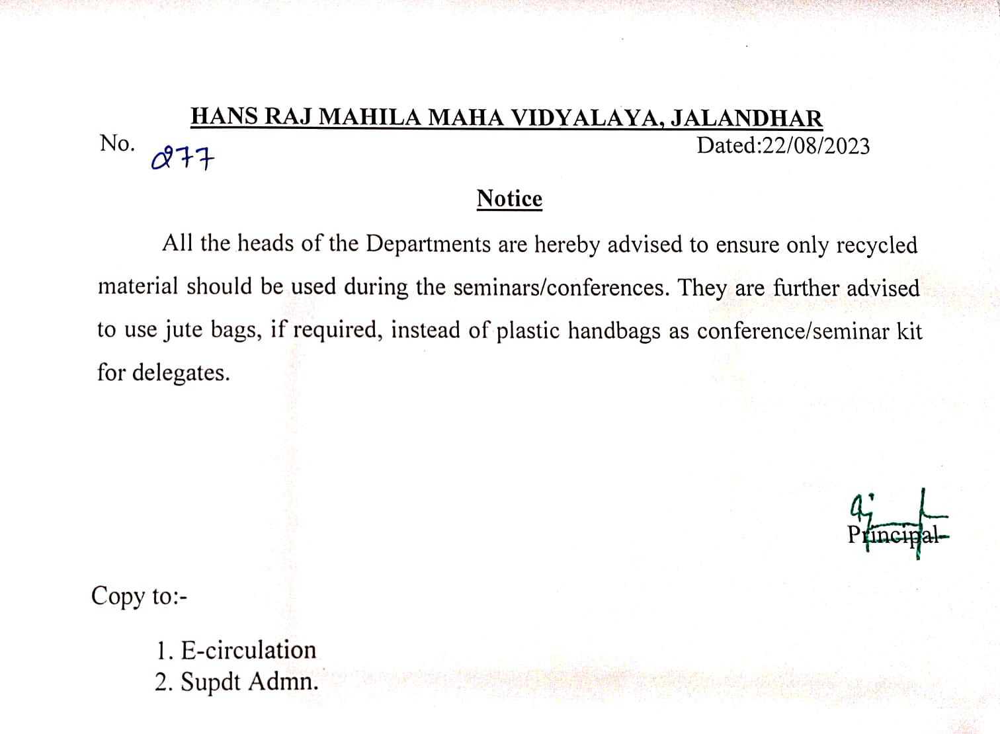 HANS RAJ MAHILA MAHA VIDYALAYA, JALANDHAR
No. 277 Dated:22/08/2023
Notice
All the heads of the Departments are hereby advised to ensure only recycled
material should be used during the seminars/conferences. They are further advised
to use jute bags, if required, instead of plastic handbags as conference/seminar kit
for delegates.
Principal
Copy to:-
1. E-circulation
2. Supdt Admn.